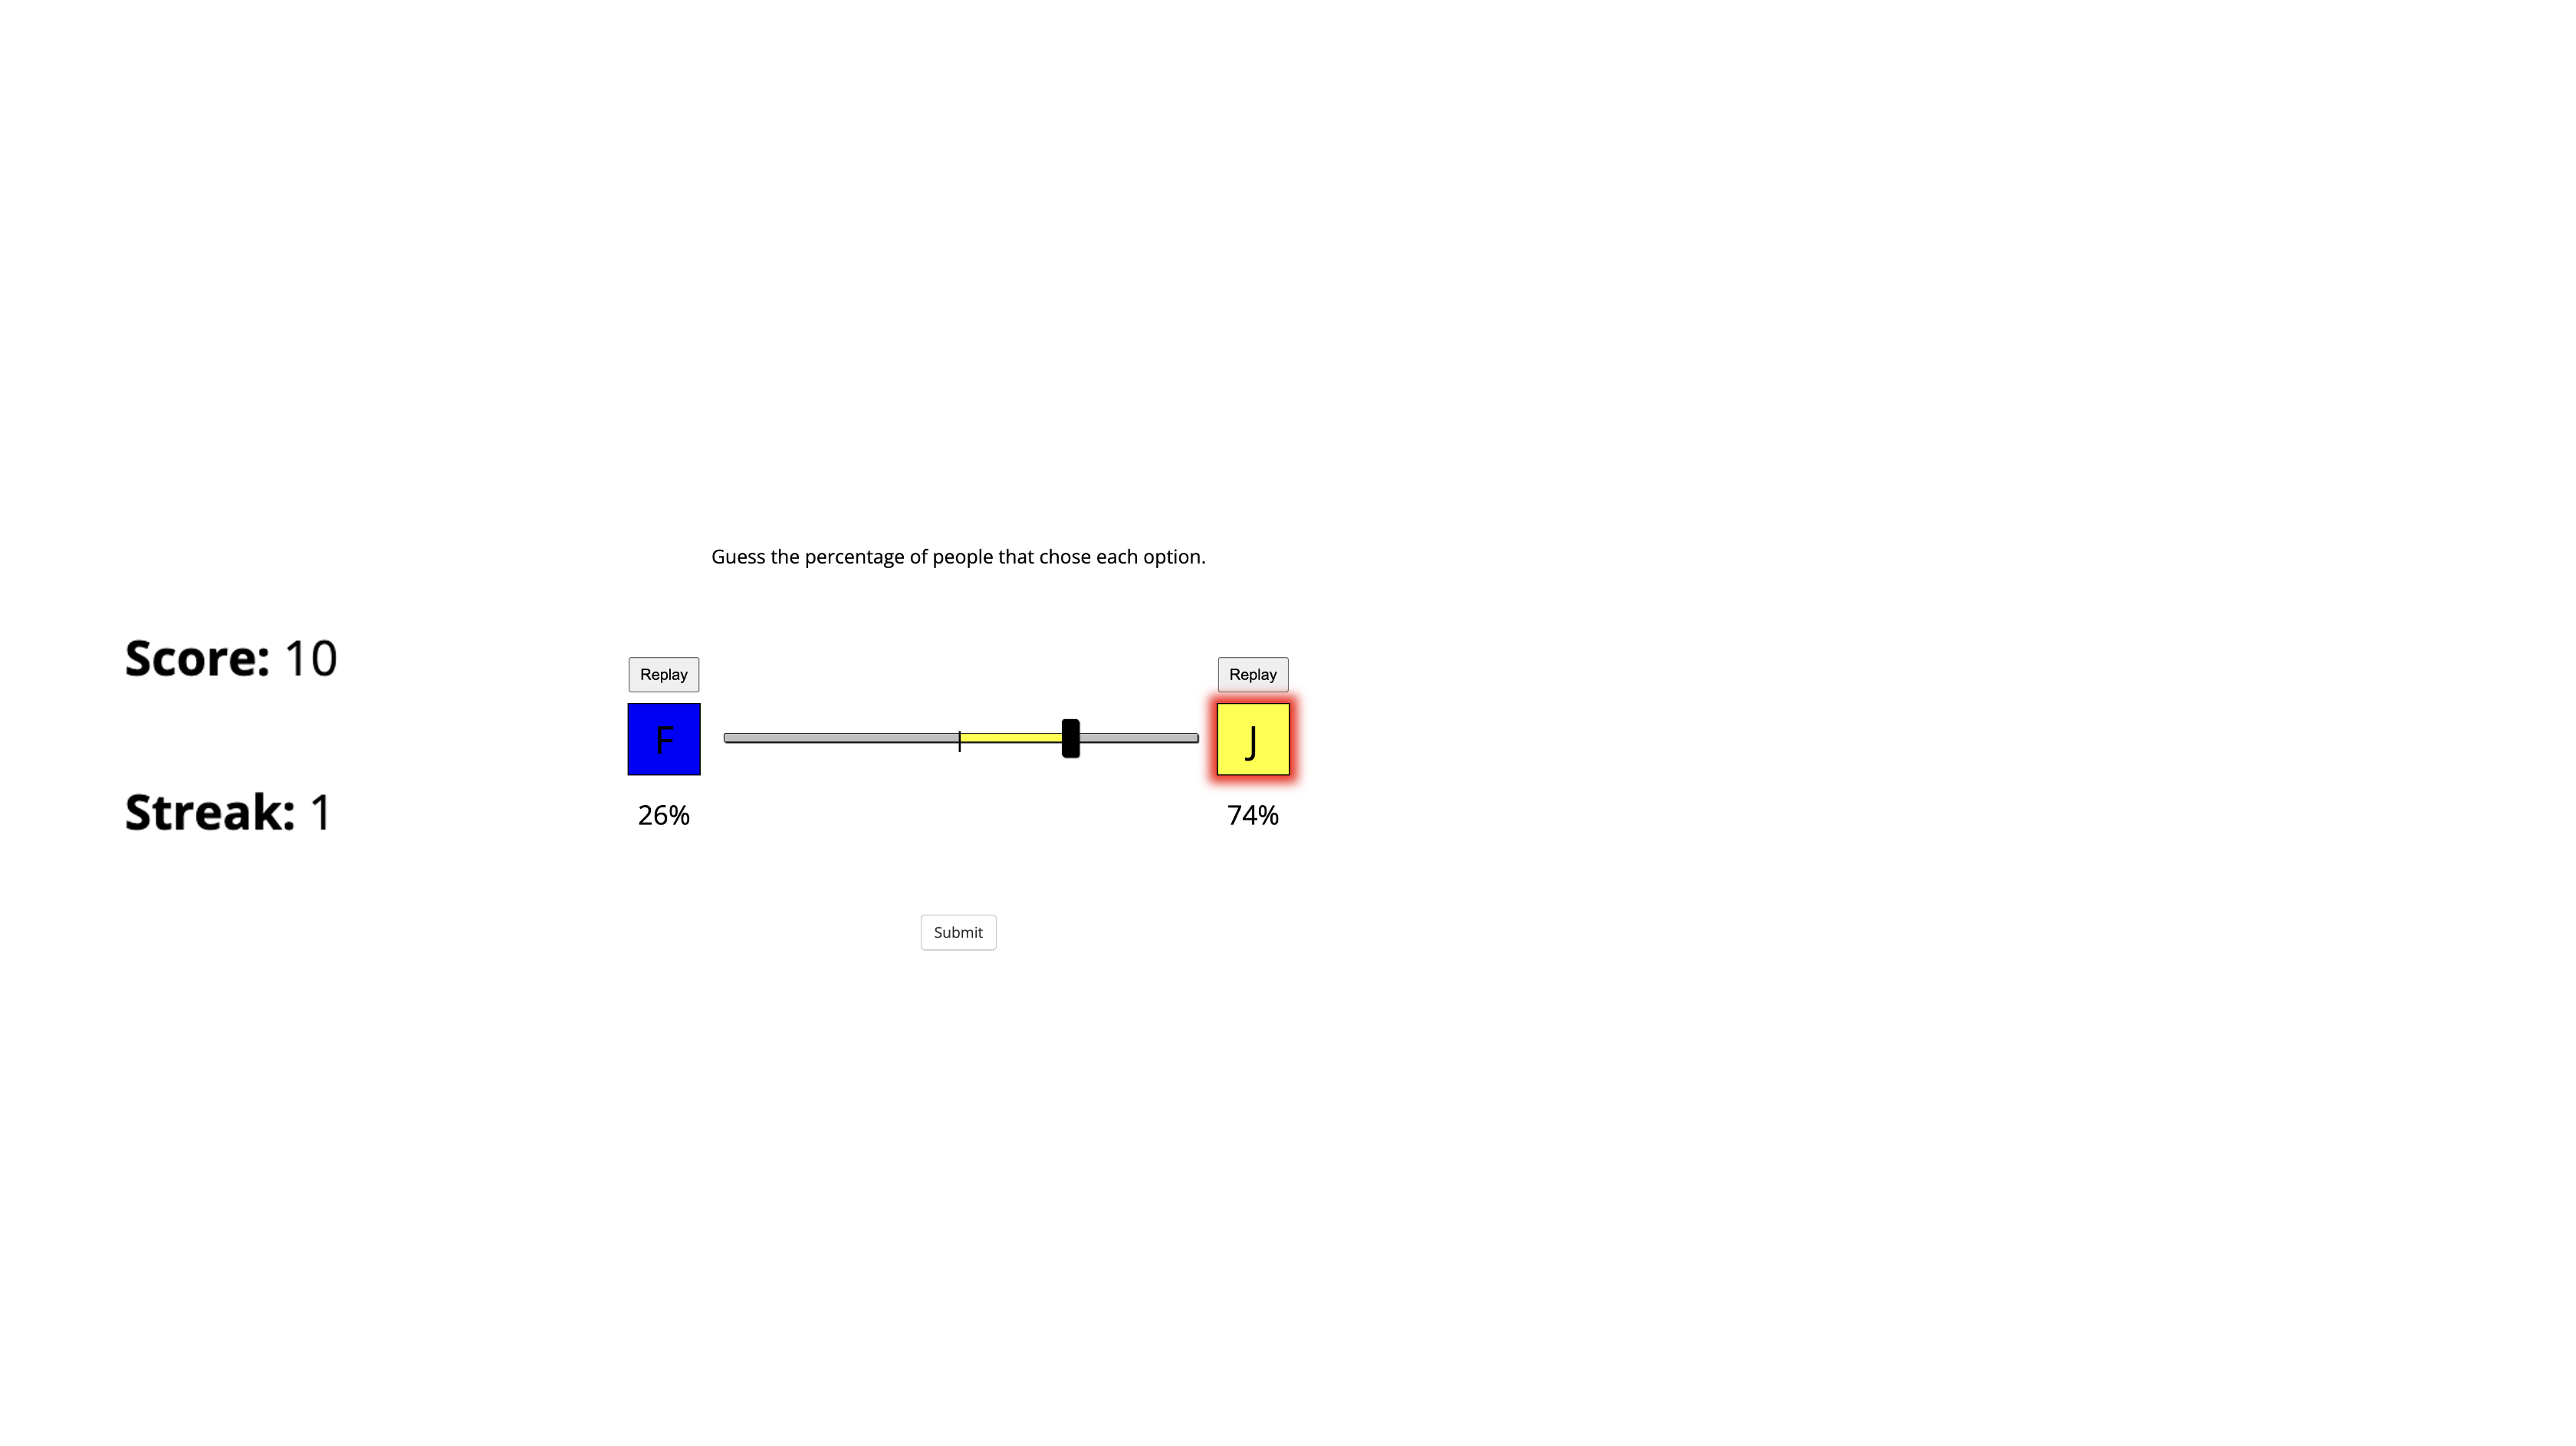 Guess the percentage of people that chose each option.
Score: 10
Replay
Replay
F
J
Streak: 1
26%
74%
Submit